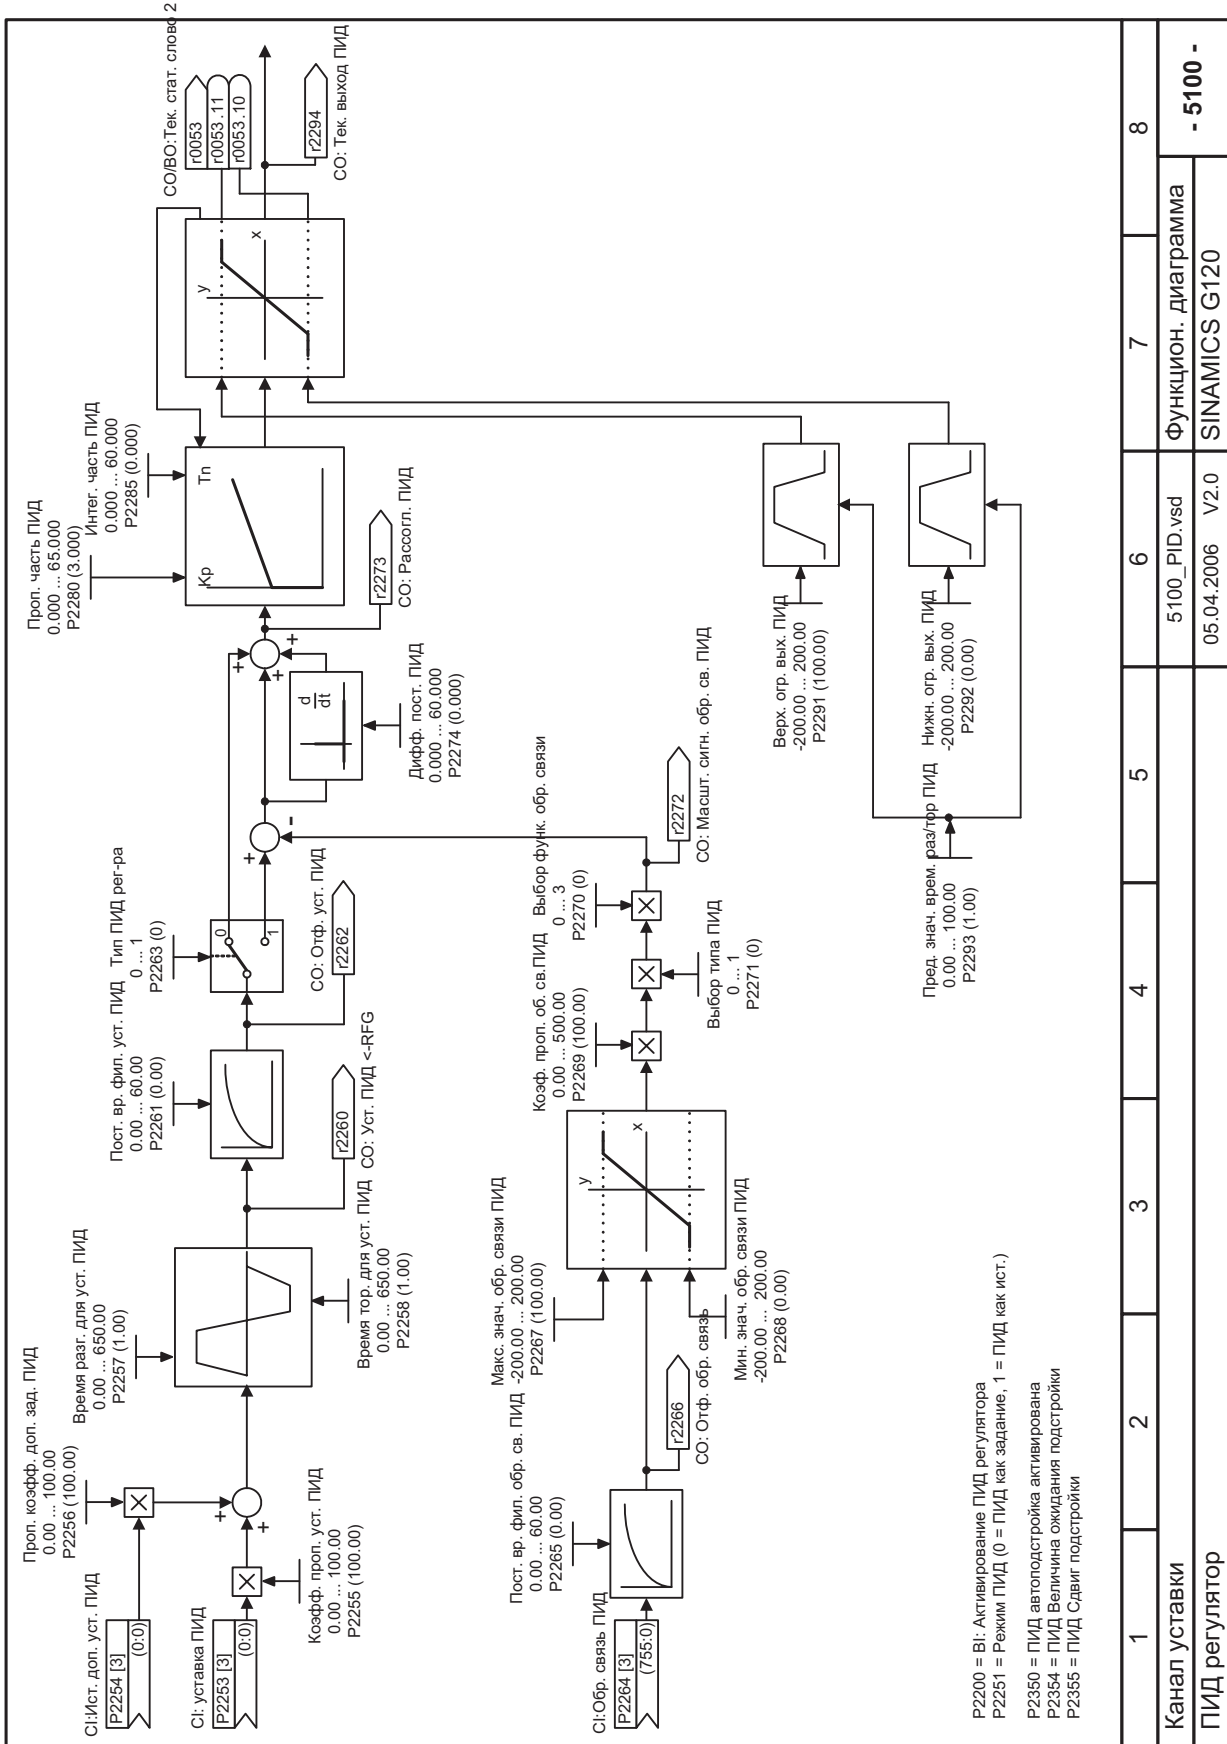 CI:Ист. доп. уст. ПИД
P2254 [3]
(0:0)
Проп. коэфф. доп. зад. ПИД
0.00 ... 100.00
P2256 (100.00)
CI: уставка ПИД
P2253 [3]
(0:0)
Коэфф. проп. уст. ПИД
0.00 ... 100.00
P2255 (100.00)
+
+
Время разг. для уст. ПИД
0.00 ... 650.00
P2257 (1.00)
Время тор. для уст. ПИД
0.00 ... 650.00
P2258 (1.00)
r2260
CO: Уст. ПИД <-RFG
Пост. вр. фил. уст. ПИД
0.00 ... 60.00
P2261 (0.00)
r2262
CO: Отф. уст. ПИД
Тип ПИД рег-ра
0 ... 1
P2263 (0)
0
1
+
-
d
dt
Дифф. пост. ПИД
0.000 ... 60.000
P2274 (0.000)
+
+
+
r2273
CO: Рассогл. ПИД
Проп. часть ПИД
0.000 ... 65.000
P2280 (3.000)
Интег. часть ПИД
0.000 ... 60.000
P2285 (0.000)
Kp
Tn
y
x
CO/BO:Тек. стат. слово 2
r0053
r0053.11
r0053.10
r2294
CO: Тек. выход ПИД
CI:Обр. связь ПИД
P2264 [3]
(755:0)
Пост. вр. фил. обр. св. ПИД
0.00 ... 60.00
P2265 (0.00)
r2266
CO: Отф. обр. связь
Макс. знач. обр. связи ПИД
-200.00 ... 200.00
P2267 (100.00)
y
x
Мин. знач. обр. связи ПИД
-200.00 ... 200.00
P2268 (0.00)
Коэф. проп. об. св.ПИД
0.00 ... 500.00
P2269 (100.00)
Выбор типа ПИД
0 ... 1
P2271 (0)
Выбор функ. обр. связи
0 ... 3
P2270 (0)
r2272
CO: Масшт. сигн. обр. св. ПИД
Верх. огр. вых. ПИД
-200.00 ... 200.00
P2291 (100.00)
Нижн. огр. вых. ПИД
-200.00 ... 200.00
P2292 (0.00)
Пред. знач. врем. раз/тор ПИД
0.00 ... 100.00
P2293 (1.00)
P2200 = BI: Активирование ПИД регулятора
P2251 = Режим ПИД (0 = ПИД как задание, 1 = ПИД как ист.)
P2350 = ПИД автоподстройка активирована
P2354 = ПИД Величина ожидания подстройки
P2355 = ПИД Сдвиг подстройки
1
2
3
4
5
6
7
8
Канал уставки
5100_PID.vsd
Функцион. диаграмма
- 5100 -
ПИД регулятор
05.04.2006
V2.0
SINAMICS G120